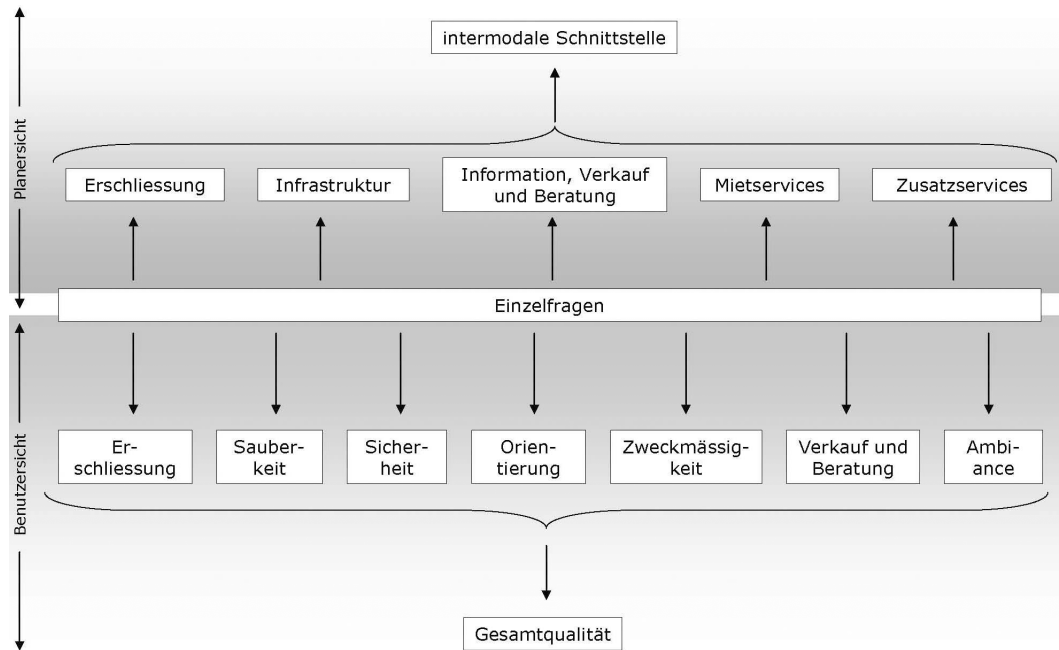 intermodale Schnittstelle
Planersicht
Erschliessung
Infrastruktur
Information, Verkauf
und Beratung
Mietservices
Zusatzservices
Einzelfragen
Benutzersicht
Er-
schliessung
Sauber-
keit
Sicher-
heit
Orien-
tierung
Zweckmässig-
keit
Verkauf und
Beratung
Ambi-
ance
Gesamtqualität